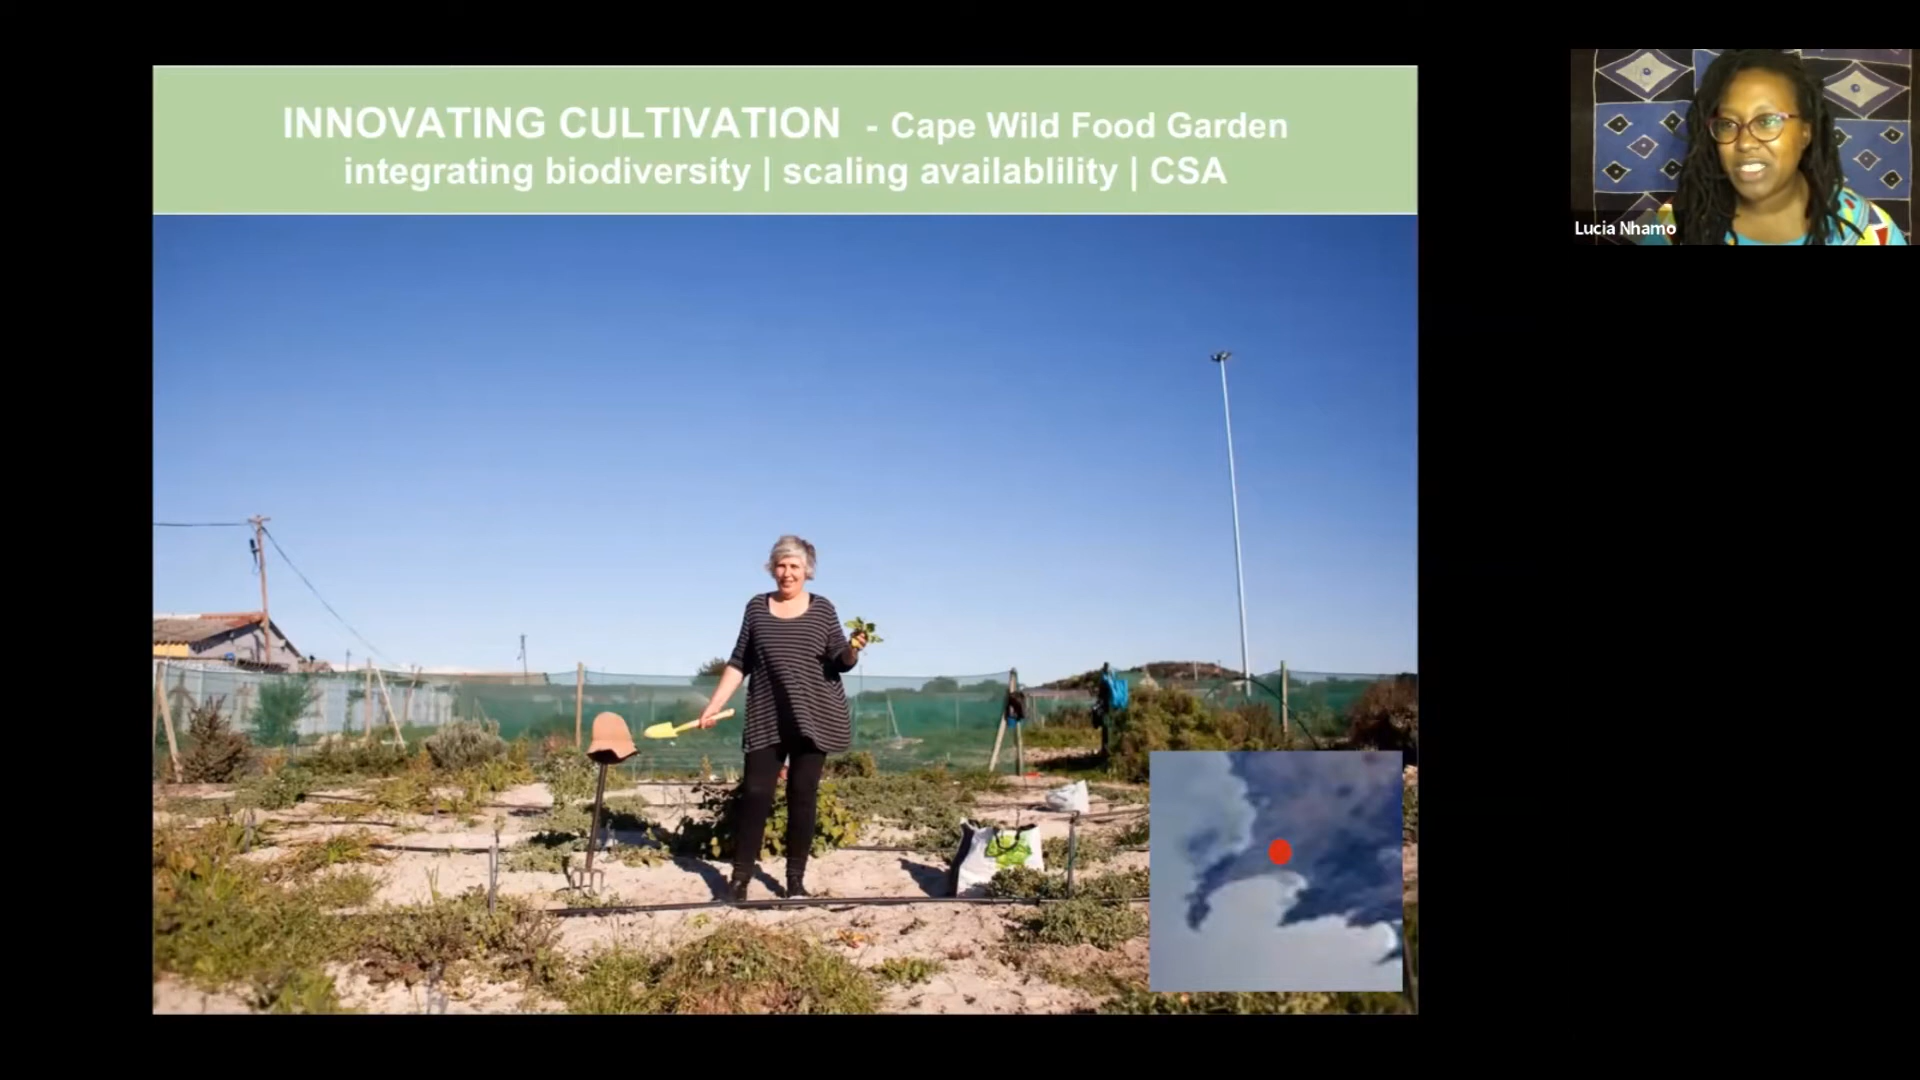 INNOVATING CULTIVATION - Cape Wild Food Garden
integrating biodiversity | scaling availablility | CSA
Lucia Nhamo